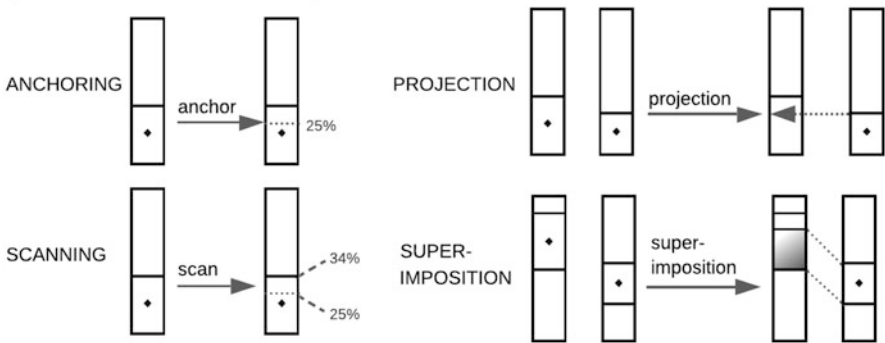 ANCHORING
anchor
25%
PROJECTION
projection
SCANNING
scan
34%
25%
SUPER-
IMPOSITION
super-
imposition